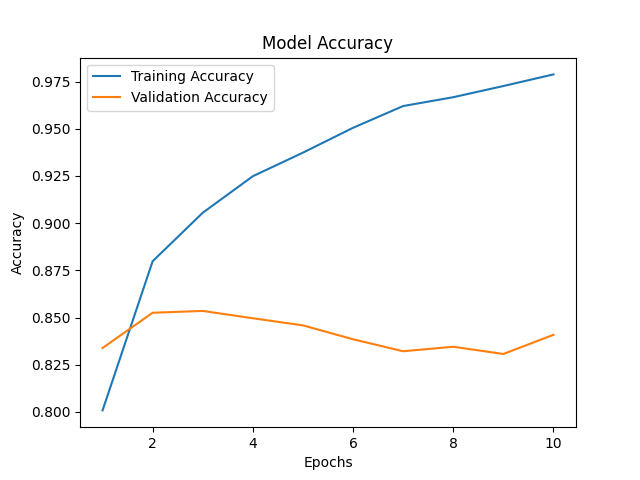 Model Accuracy
Training Accuracy
Validation Accuracy
Accuracy
0.975
0.950
0.925
0.900
0.875
0.850
0.825
0.800
2 4 6 8 10
Epochs